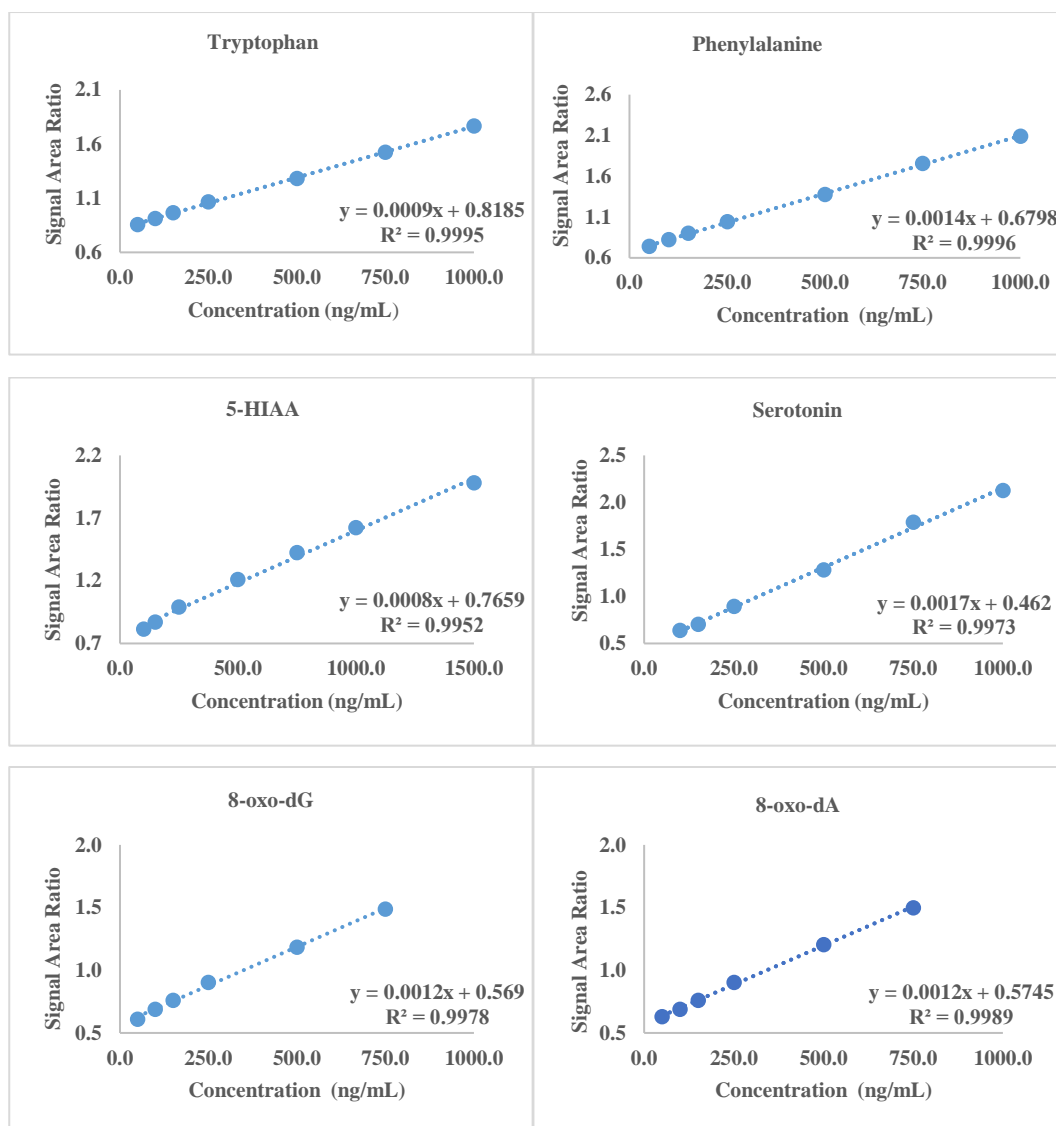 Tryptophan
Signal Area Ratio
2.1
1.6
1.1
0.6
y = 0.0009x + 0.8185
R² = 0.9995
0.0 250.0 500.0 750.0 1000.0
Concentration (ng/mL)
Phenylalanine
Signal Area Ratio
2.6
2.1
1.6
1.1
0.6
y = 0.0014x + 0.6798
R² = 0.9996
0.0 250.0 500.0 750.0 1000.0
Concentration (ng/mL)
5-HIAA
Signal Area Ratio
2.2
1.7
1.2
0.7
y = 0.0008x + 0.7659
R² = 0.9952
0.0 500.0 1000.0 1500.0
Concentration (ng/mL)
Serotonin
Signal Area Ratio
2.5
2.0
1.5
1.0
0.5
y = 0.0017x + 0.462
R² = 0.9973
0.0 250.0 500.0 750.0 1000.0
Concentration (ng/mL)
8-oxo-dG
Signal Area Ratio
2.0
1.5
1.0
0.5
y = 0.0012x + 0.569
R² = 0.9978
0.0 250.0 500.0 750.0 1000.0
Concentration (ng/mL)
8-oxo-dA
Signal Area Ratio
2.0
1.5
1.0
0.5
y = 0.0012x + 0.5745
R² = 0.9989
0.0 250.0 500.0 750.0 1000.0
Concentration (ng/mL)